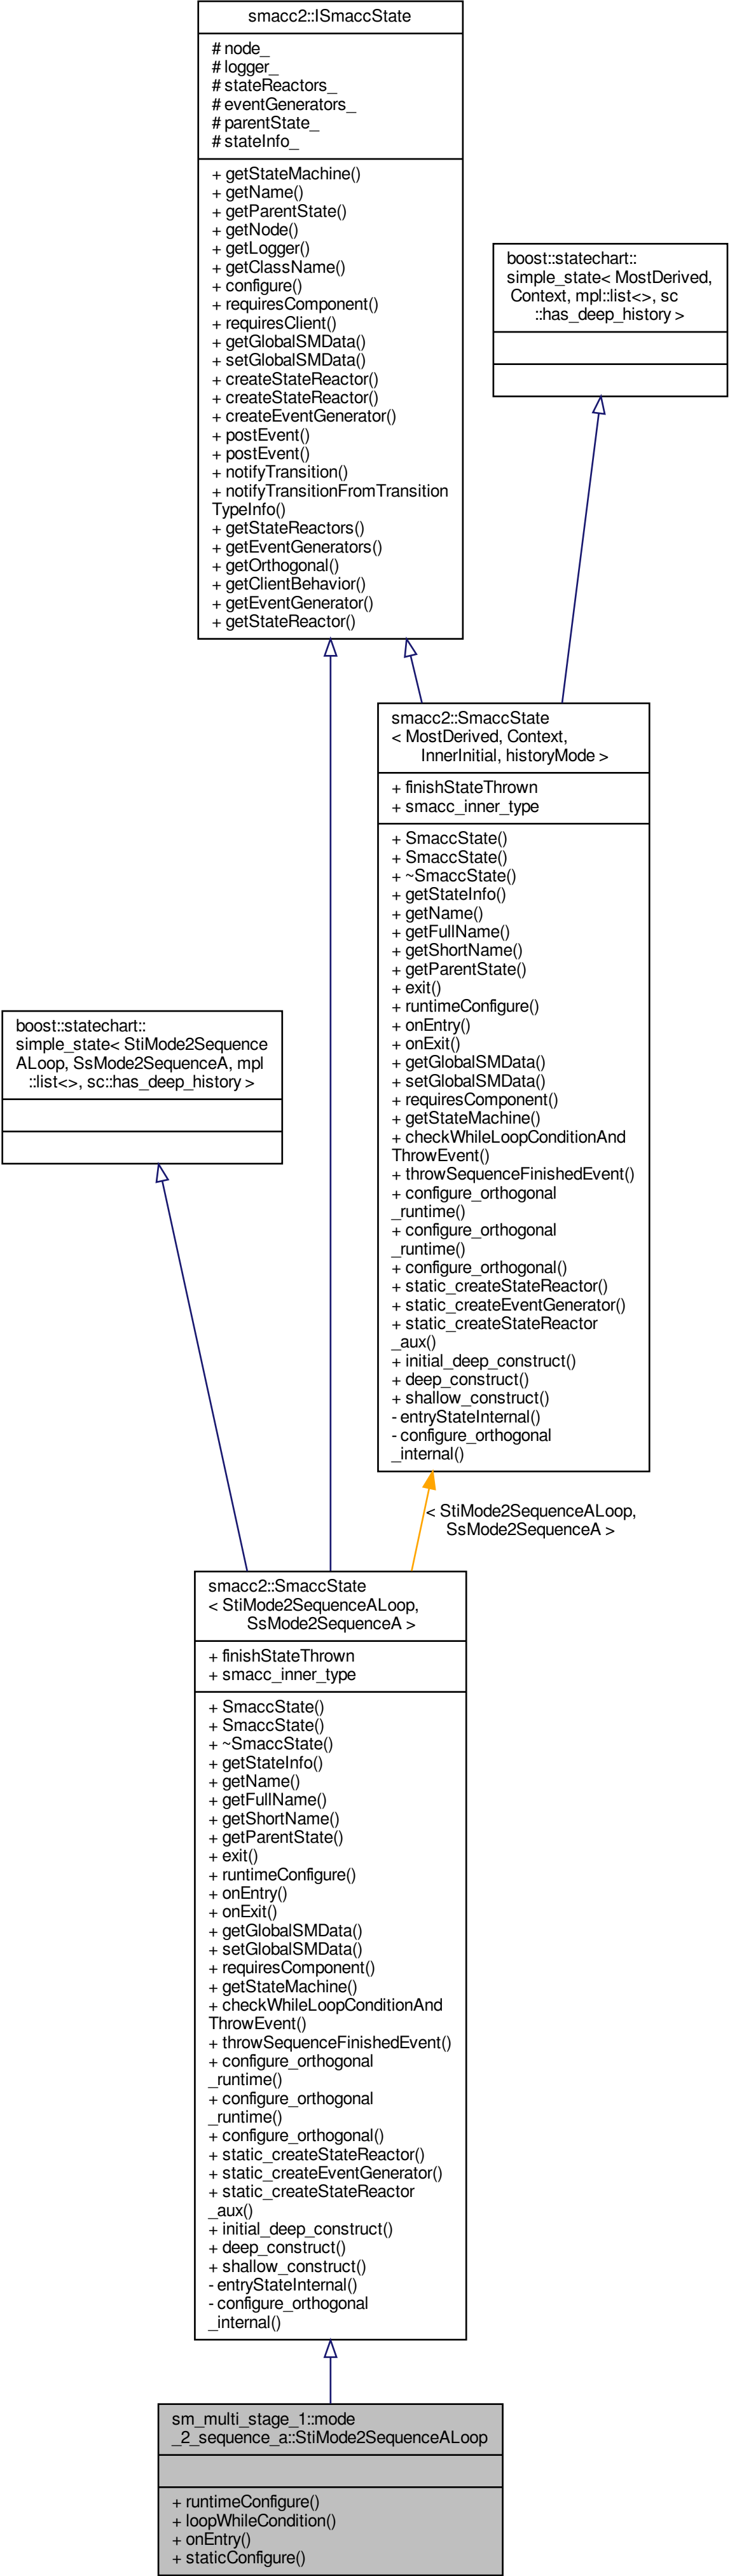 smacc2::ISmaccState
# node_
# logger_
# stateReactors_
# eventGenerators_
# parentState_
# stateInfo_
+ getStateMachine()
+ getName()
+ getParentState()
+ getNode()
+ getLogger()
+ getClassName()
+ configure()
+ requiresComponent()
+ requiresClient()
+ getGlobalSMData()
+ setGlobalSMData()
+ createStateReactor()
+ createStateReactor()
+ createEventGenerator()
+ postEvent()
+ postEvent()
+ notifyTransition()
+ notifyTransitionFromTransition
TypeInfo()
+ getStateReactors()
+ getEventGenerators()
+ getOrthogonal()
+ getClientBehavior()
+ getEventGenerator()
+ getStateReactor()
boost::statechart::
simple_state< MostDerived,
Context, mpl::list<>, sc
::has_deep_history >
smacc2::SmaccState
< MostDerived, Context,
InnerInitial, historyMode >
+ finishStateThrown
+ smacc_inner_type
+ SmaccState()
+ SmaccState()
+ ~SmaccState()
+ getStateInfo()
+ getName()
+ getFullName()
+ getShortName()
+ getParentState()
+ exit()
+ runtimeConfigure()
+ onEntry()
+ onExit()
+ getGlobalSMData()
+ setGlobalSMData()
+ requiresComponent()
+ getStateMachine()
+ checkWhileLoopConditionAnd
ThrowEvent()
+ throwSequenceFinishedEvent()
+ configure_orthogonal
_runtime()
+ configure_orthogonal
_runtime()
+ configure_orthogonal()
+ static_createStateReactor()
+ static_createEventGenerator()
+ static_createStateReactor
_aux()
+ initial_deep_construct()
+ deep_construct()
+ shallow_construct()
- entryStateInternal()
- configure_orthogonal
_internal()
boost::statechart::
simple_state< StiMode2Sequence
ALoop, SsMode2SequenceA, mpl
::list<>, sc::has_deep_history >
< StiMode2SequenceALoop,
SsMode2SequenceA >
smacc2::SmaccState
< StiMode2SequenceALoop,
SsMode2SequenceA >
+ finishStateThrown
+ smacc_inner_type
+ SmaccState()
+ SmaccState()
+ ~SmaccState()
+ getStateInfo()
+ getName()
+ getFullName()
+ getShortName()
+ getParentState()
+ exit()
+ runtimeConfigure()
+ onEntry()
+ onExit()
+ getGlobalSMData()
+ setGlobalSMData()
+ requiresComponent()
+ getStateMachine()
+ checkWhileLoopConditionAnd
ThrowEvent()
+ throwSequenceFinishedEvent()
+ configure_orthogonal
_runtime()
+ configure_orthogonal
_runtime()
+ configure_orthogonal()
+ static_createStateReactor()
+ static_createEventGenerator()
+ static_createStateReactor
_aux()
+ initial_deep_construct()
+ deep_construct()
+ shallow_construct()
- entryStateInternal()
- configure_orthogonal
_internal()
sm_multi_stage_1::mode
_2_sequence_a::StiMode2SequenceALoop
+ runtimeConfigure()
+ loopWhileCondition()
+ onEntry()
+ staticConfigure()